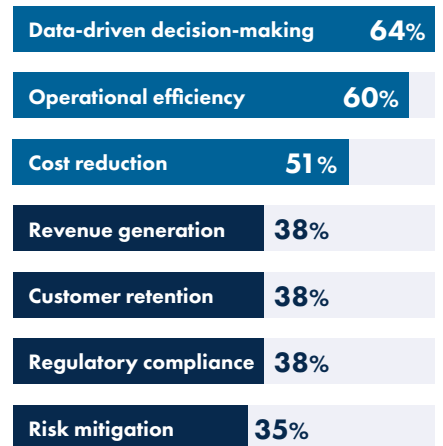 Data-driven decision-making 64%
Operational efficiency 60%
Cost reduction 51%
Revenue generation 38%
Customer retention 38%
Regulatory compliance 38%
Risk mitigation 35%